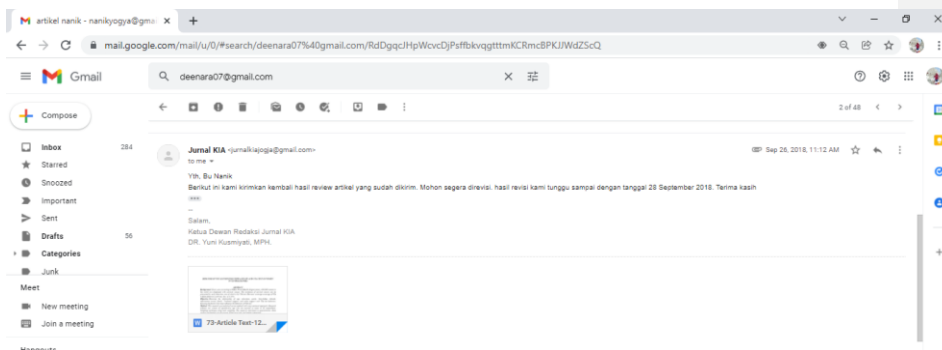 artikel nanik - nanikyogya@gmai
mail.google.com/mail/u/0/#search/deenara07%40gmail.com/RdDgqcJHpWcvcDjPsffbkvqgtttmKCRmcBPKJJWdZScQ
Gmail
deenara07@gmail.com
Compose
2 of 48
Inbox 284
Starred
Snoozed
Important
Sent
Drafts 56
Categories
Junk
Meet
New meeting
Join a meeting
Hangouts
Jurnal KIA <jurnalkiajogja@gmail.com>
Sep 26, 2018, 11:12 AM
to me
Yth, Bu Nanik
Berikut ini kami kirimkan kembali hasil review artikel yang sudah dikirim. Mohon segera direvisi. hasil revisi kami tunggu sampai dengan tanggal 28 September 2018. Terima kasih
--
Salam,
Ketua Dewan Redaksi Jurnal KIA
DR. Yuni Kusmiyati, MPH.
W 73-Article Text-12...